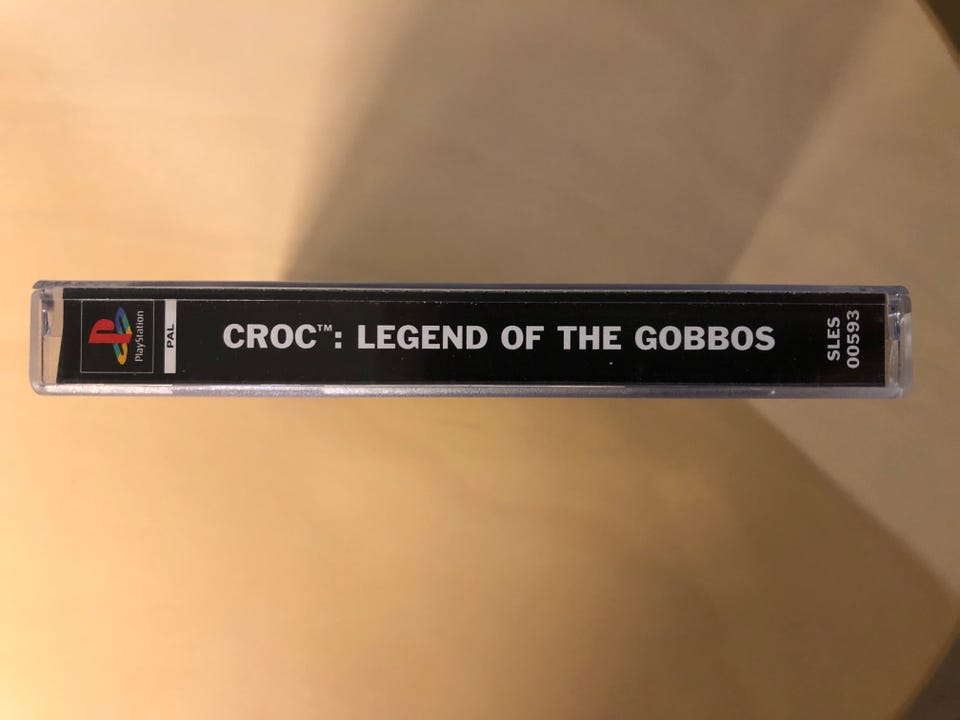 PlayStation
PAL
CROC™: LEGEND OF THE GOBBOS
SLES
00593